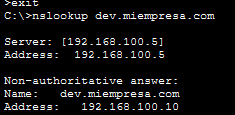 >exit
C:\>nslookup dev.miempresa.com
Server: [192.168.100.5]
Address:  192.168.100.5
Non-authoritative answer:
Name:   dev.miempresa.com
Address:   192.168.100.10